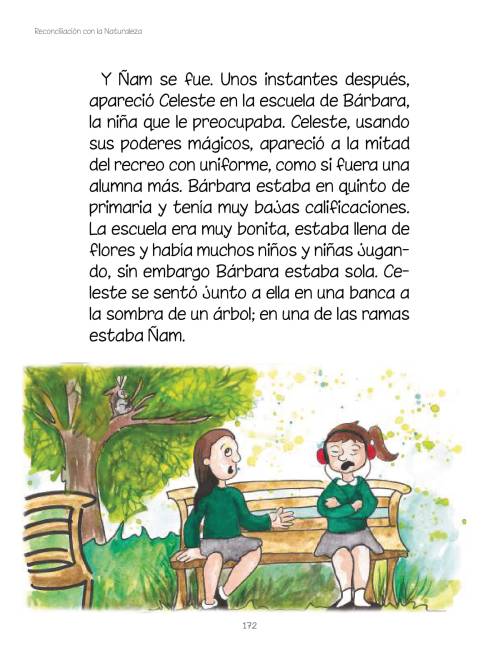 Reconciliación con la Naturaleza
Y Ñam se fue. Unos instantes después,
apareció Celeste en la escuela de Bárbara,
la niña que le preocupaba. Celeste, usando
sus poderes mágicos, apareció a la mitad
del recreo con uniforme, como si fuera una
alumna más. Bárbara estaba en quinto de
primaria y tenía muy bajas calificaciones.
La escuela era muy bonita, estaba llena de
flores y había muchos niños y niñas jugan-
do, sin embargo Bárbara estaba sola. Ce-
leste se sentó junto a ella en una banca a
la sombra de un árbol; en una de las ramas
estaba Ñam.
172